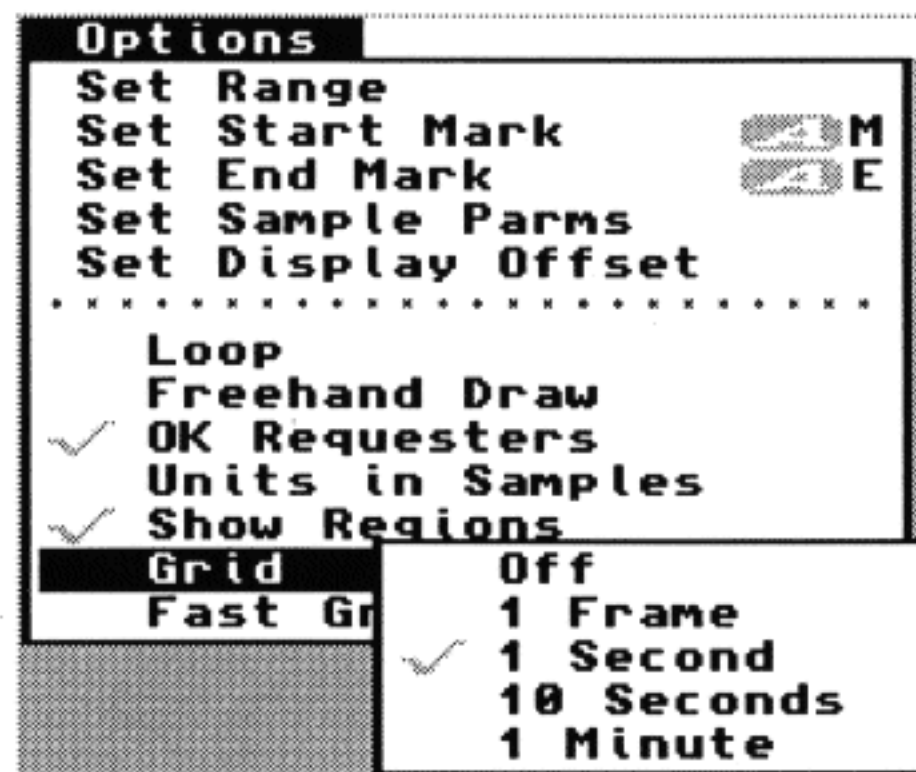 Options
Set Range
Set Start Mark A M
Set End Mark A E
Set Sample Parms
Set Display Offset
Loop
Freehand Draw
OK Requesters
Units in Samples
Show Regions
Grid
Off
Fast Gr
1 Frame
1 Second
10 Seconds
1 Minute